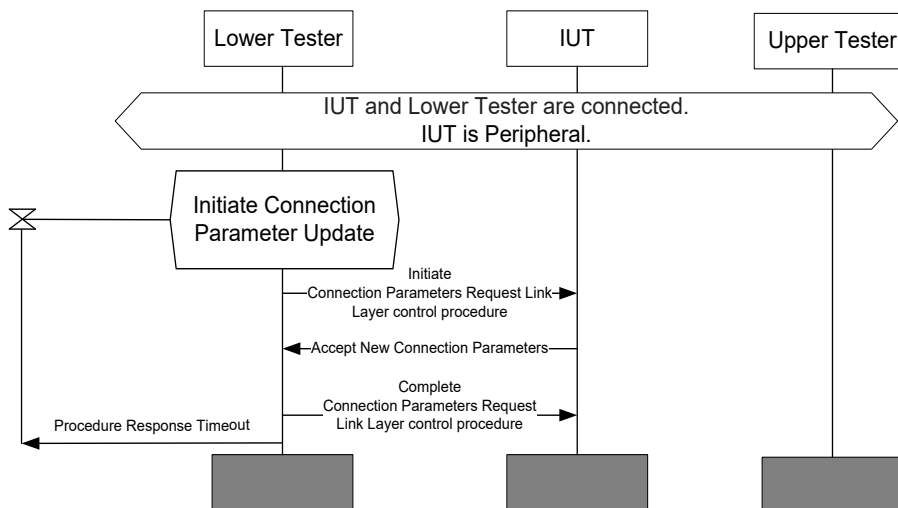 Lower Tester
IUT
Upper Tester
IUT and Lower Tester are connected.
IUT is Peripheral.
Initiate Connection
Parameter Update
Initiate
Connection Parameters Request Link
Layer control procedure
Accept New Connection Parameters
Complete
Connection Parameters Request
Link Layer control procedure
Procedure Response Timeout